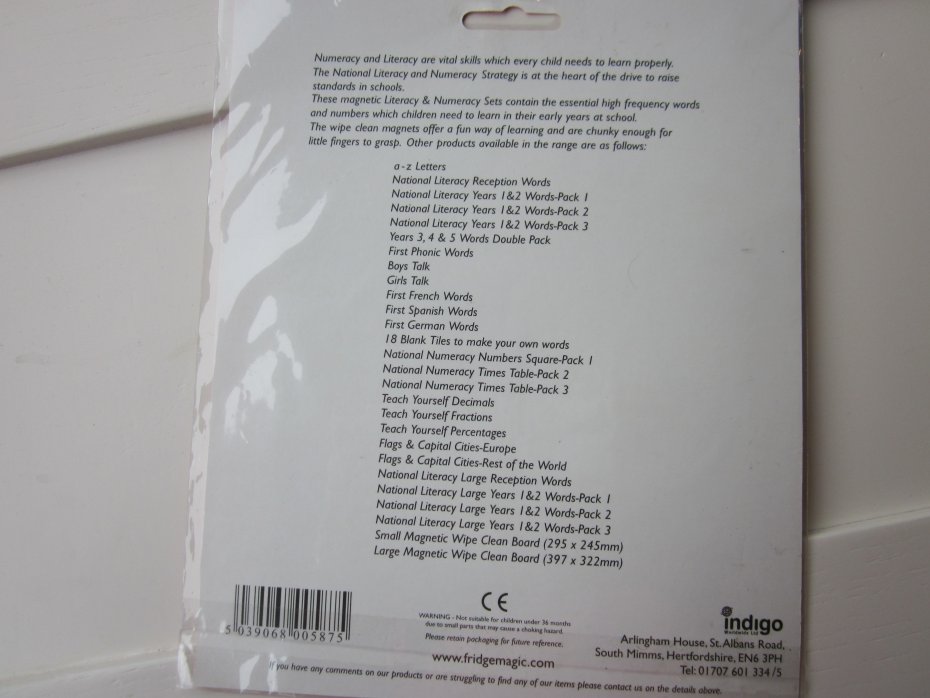 Numeracy and Literacy are vital skills which every child needs to learn properly.
The National Literacy and Numeracy Strategy is at the heart of the drive to raise
standards in schools.
These magnetic Literacy & Numeracy Sets contain the essential high frequency words
and numbers which children need to learn in their early years at school.
The wipe clean magnets offer a fun way of learning and are chunky enough for
little fingers to grasp. Other products available in the range are as follows:
a-z Letters
National Literacy Reception Words
National Literacy Years 1&2 Words-Pack 1
National Literacy Years 1&2 Words-Pack 2
National Literacy Years 1&2 Words-Pack 3
Years 3, 4 & 5 Words Double Pack
First Phonic Words
Boys Talk
Girls Talk
First French Words
First Spanish Words
First German Words
18 Blank Tiles to make your own words
National Numeracy Numbers Square-Pack 1
National Numeracy Times Table-Pack 2
National Numeracy Times Table-Pack 3
Teach Yourself Decimals
Teach Yourself Fractions
Teach Yourself Percentages
Flags & Capital Cities-Europe
Flags & Capital Cities-Rest of the World
National Literacy Large Reception Words
National Literacy Large Years 1&2 Words-Pack 1
National Literacy Large Years 1&2 Words-Pack 2
National Literacy Large Years 1&2 Words-Pack 3
Small Magnetic Wipe Clean Board (295 x 245mm)
Large Magnetic Wipe Clean Board (397 x 322mm)
5 039068 005875
CE
WARNING - Not suitable for children under 36 months
due to small parts that may cause a choking hazard.
Please retain packaging for future reference.
www.fridgemagic.com
indigo
Worldwide Ltd
Arlingham House, St. Albans Road,
South Mimms, Hertfordshire, EN6 3PH
Tel: 01707 601 334/5
If you have any comments on our products or are struggling to find any of our items please contact us on the details above.